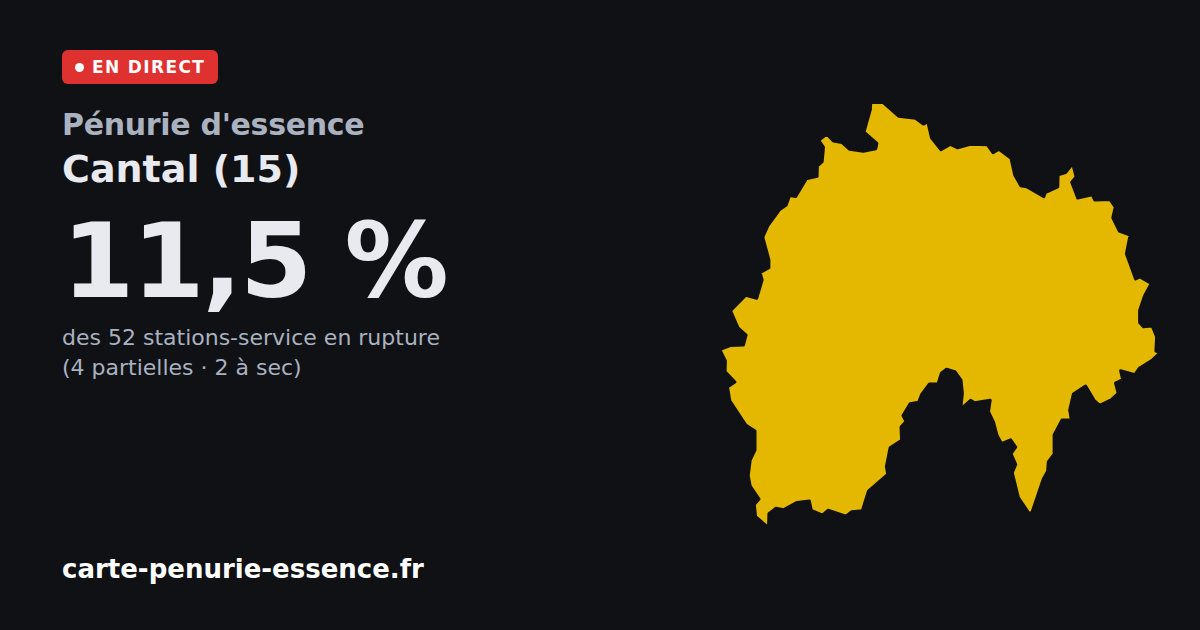 EN DIRECT
Pénurie d'essence
Cantal (15)
11,5 %
des 52 stations-service en rupture
(4 partielles · 2 à sec)
carte-penurie-essence.fr